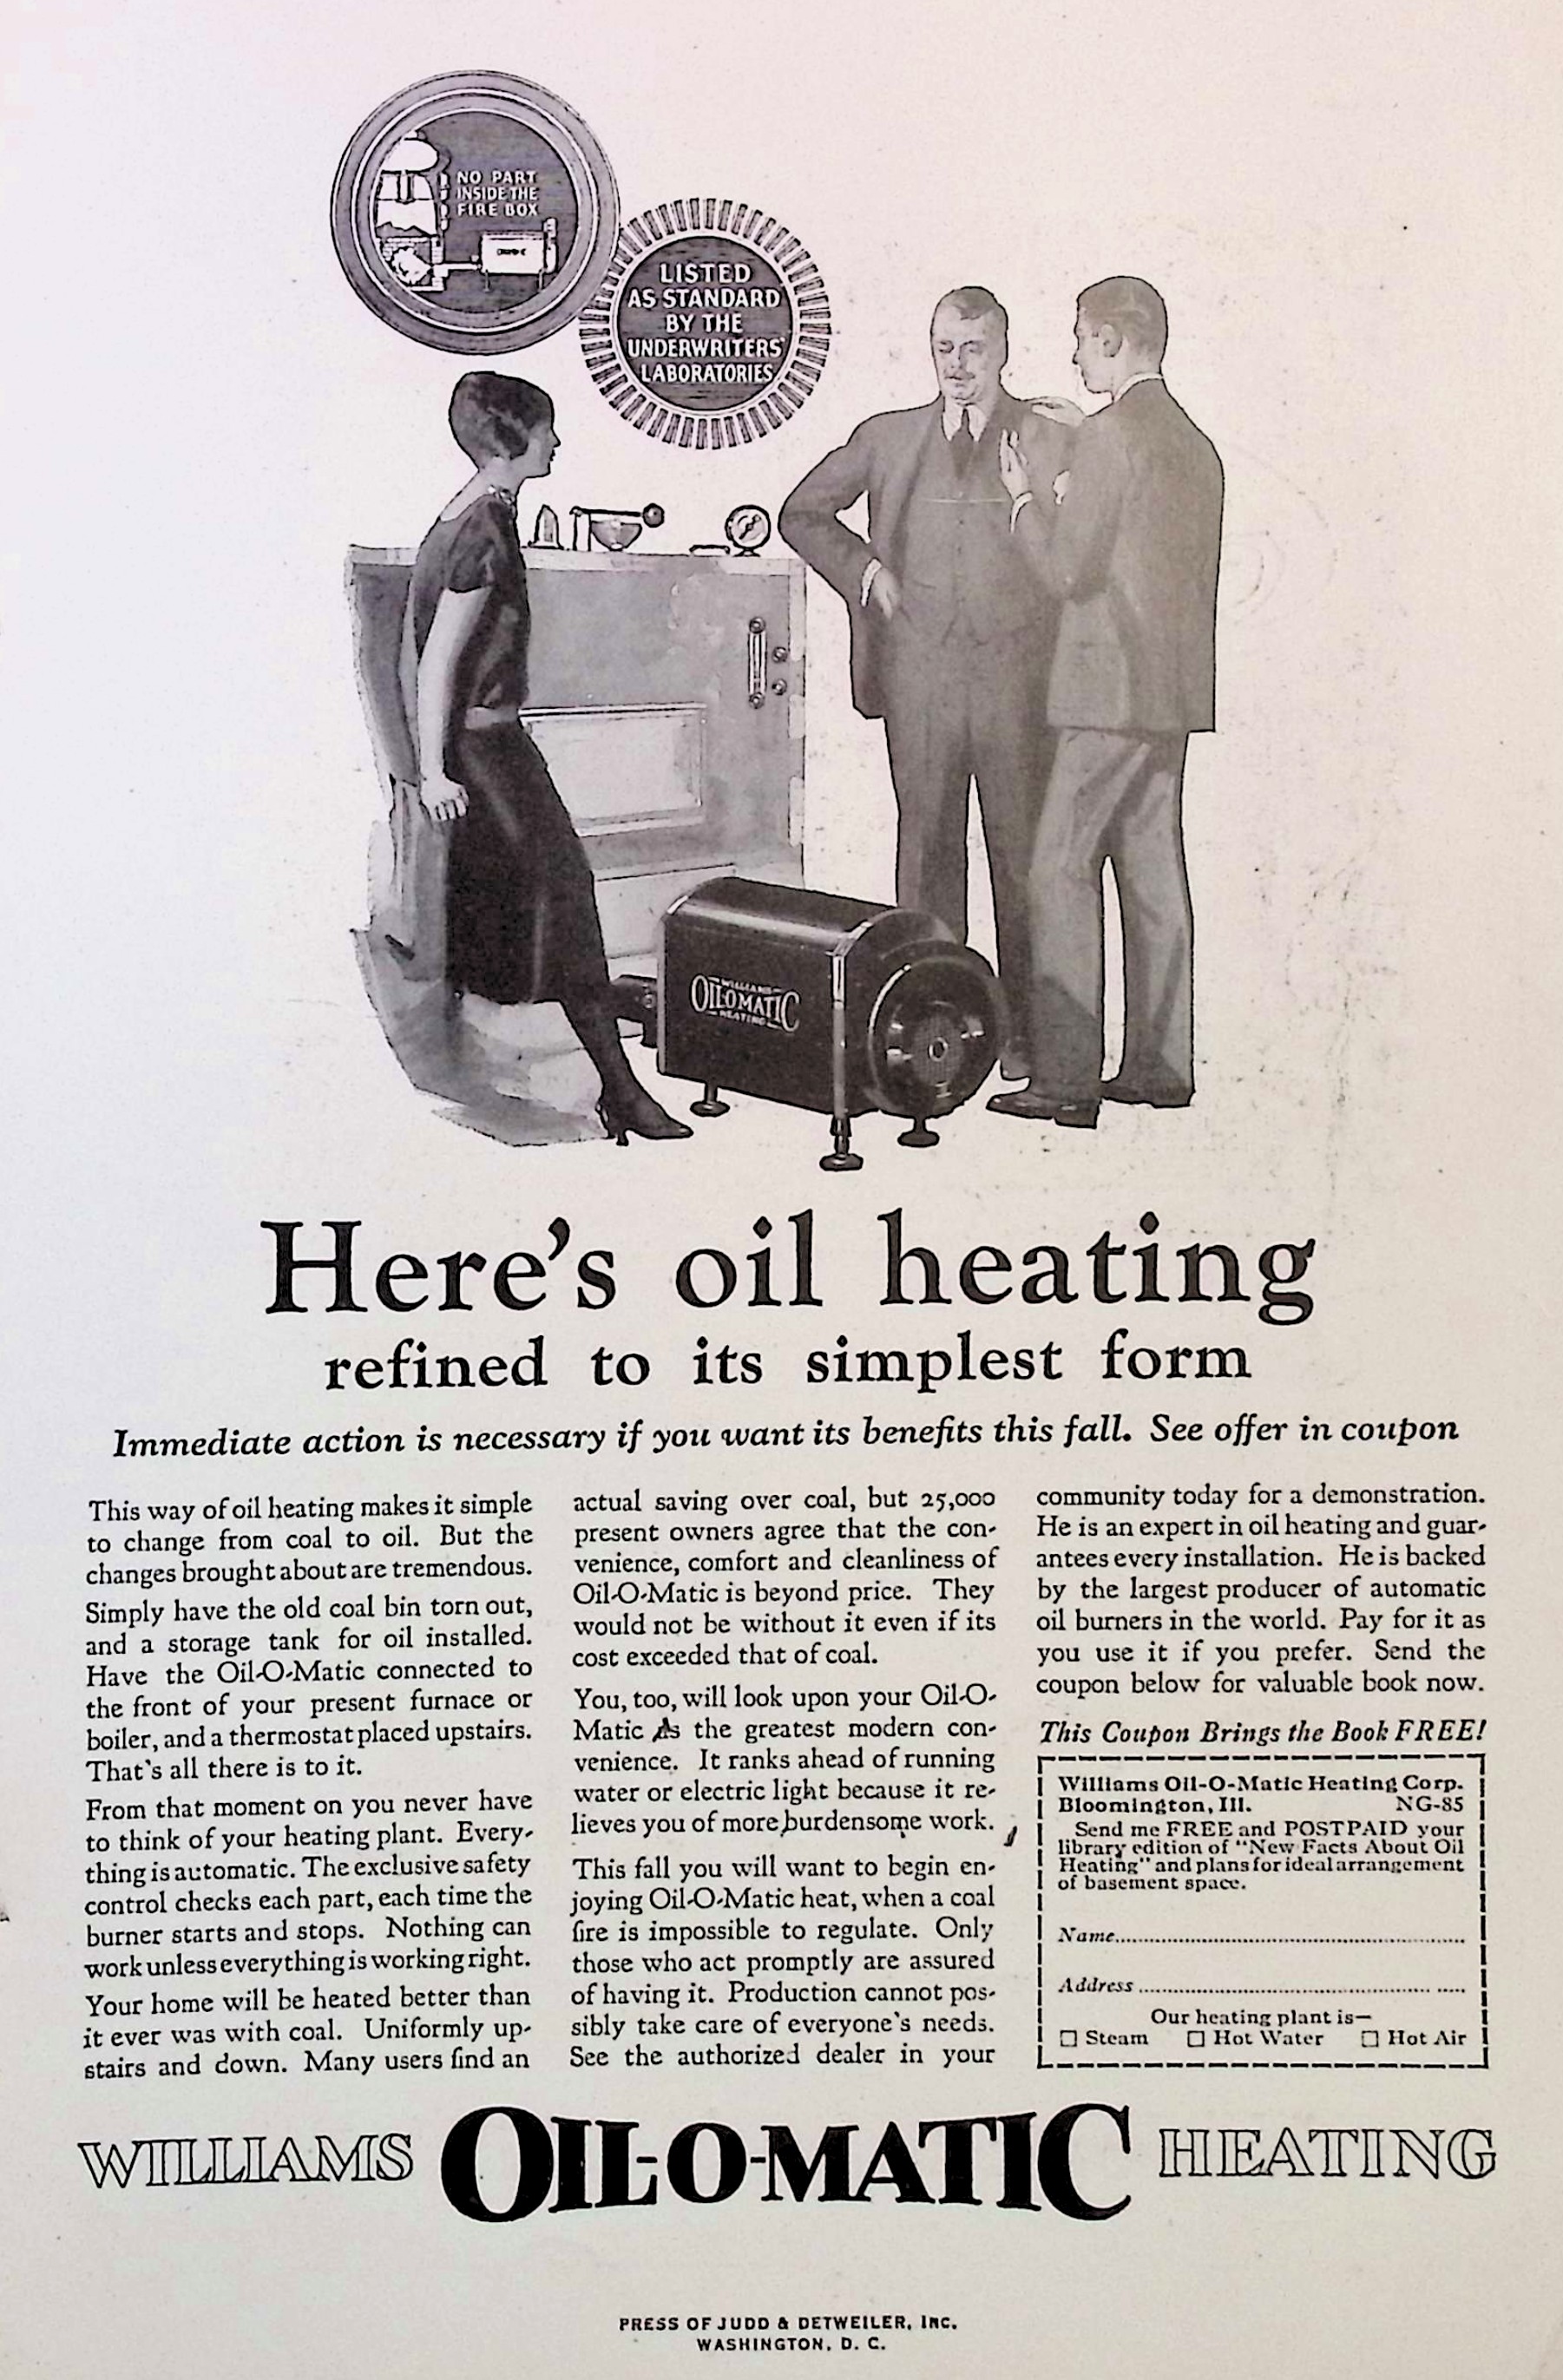 NO PART
INSIDE THE
FIRE BOX
LISTED
AS STANDARD
BY THE
UNDERWRITERS'
LABORATORIES
WILLIAMS
OIL-O-MATIC
HEATING
Here's oil heating
refined to its simplest form
Immediate action is necessary if you want its benefits this fall. See offer in coupon
This way of oil heating makes it simple
to change from coal to oil. But the
changes brought about are tremendous.
Simply have the old coal bin torn out,
and a storage tank for oil installed.
Have the Oil-O-Matic connected to
the front of your present furnace or
boiler, and a thermostat placed upstairs.
That's all there is to it.
From that moment on you never have
to think of your heating plant. Every-
thing is automatic. The exclusive safety
control checks each part, each time the
burner starts and stops. Nothing can
work unless everything is working right.
Your home will be heated better than
it ever was with coal. Uniformly up-
stairs and down. Many users find an
actual saving over coal, but 25,000
present owners agree that the con-
venience, comfort and cleanliness of
Oil-O-Matic is beyond price. They
would not be without it even if its
cost exceeded that of coal.
You, too, will look upon your Oil-O-
Matic As the greatest modern con-
venience. It ranks ahead of running
water or electric light because it re-
lieves you of more burdensome work.
This fall you will want to begin en-
joying Oil-O-Matic heat, when a coal
fire is impossible to regulate. Only
those who act promptly are assured
of having it. Production cannot pos-
sibly take care of everyone's needs.
See the authorized dealer in your
community today for a demonstration.
He is an expert in oil heating and guar-
antees every installation. He is backed
by the largest producer of automatic
oil burners in the world. Pay for it as
you use it if you prefer. Send the
coupon below for valuable book now.
This Coupon Brings the Book FREE!
Williams Oil-O-Matic Heating Corp.
Bloomington, Ill. NG-85
Send me FREE and POSTPAID your
library edition of "New Facts About Oil
Heating" and plans for ideal arrangement
of basement space.
Name
Address
Our heating plant is—
☐ Steam ☐ Hot Water ☐ Hot Air
WILLIAMS OIL-O-MATIC HEATING
PRESS OF JUDD & DETWEILER, INC.
WASHINGTON, D. C.